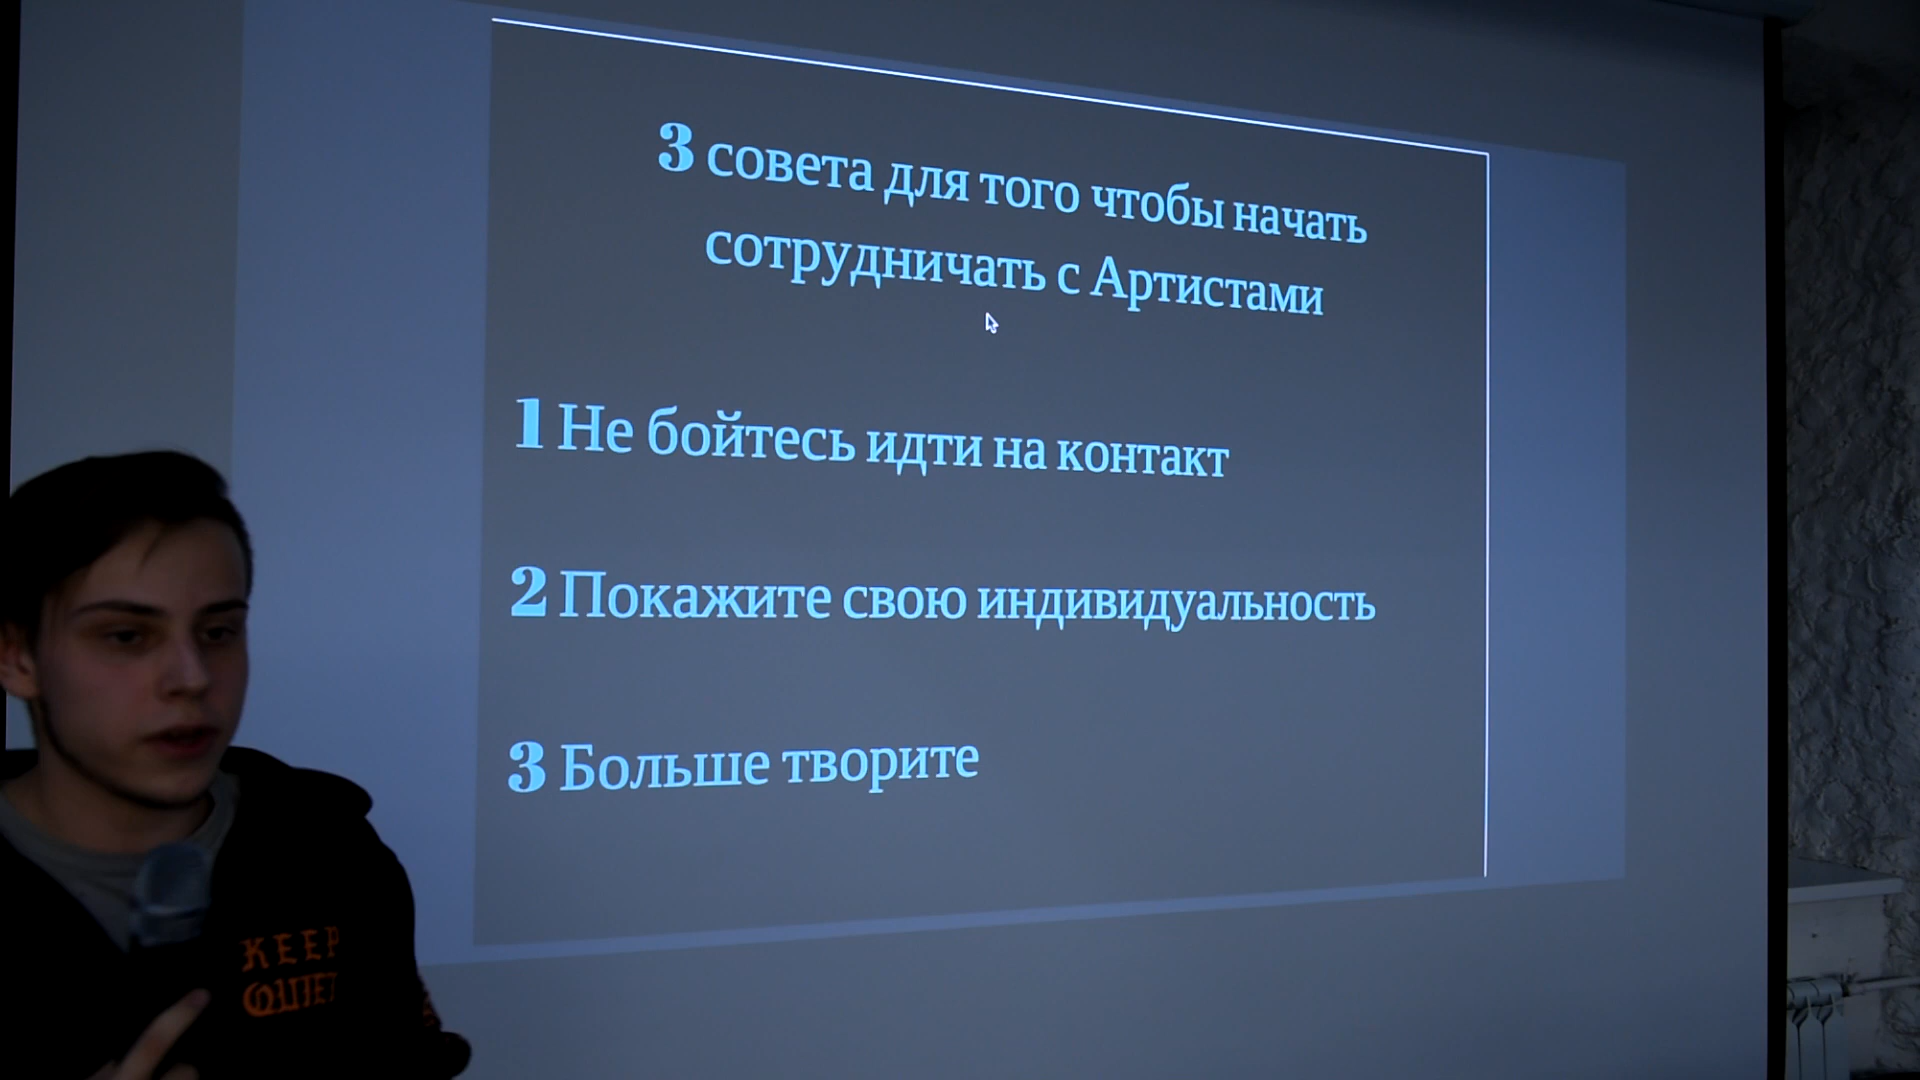 3 совета для того чтобы начать
сотрудничать с Артистами
1 Не бойтесь идти на контакт
2 Покажите свою индивидуальность
3 Больше творите
KEEP
QUIET